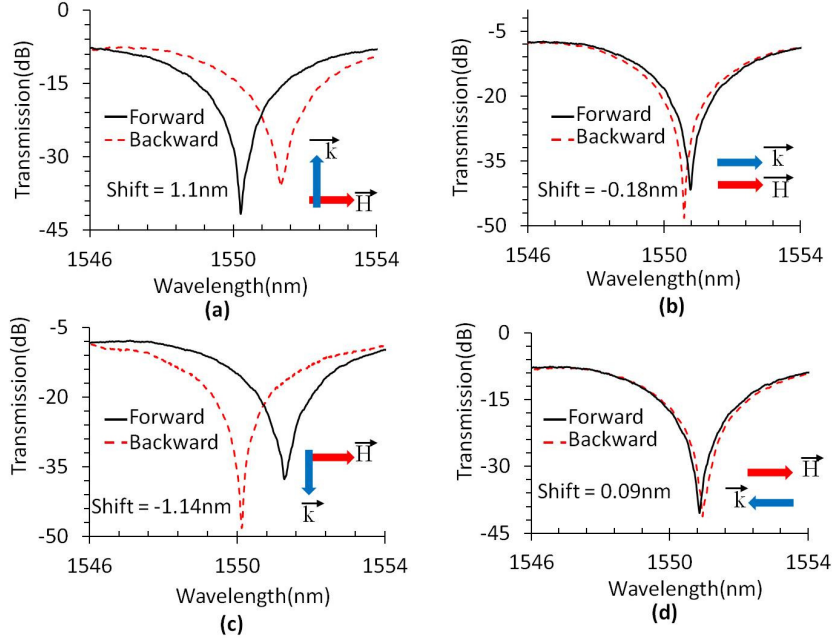 0
-15
-30
-45
Transmission(dB)
Forward
Backward
k
H
Shift = 1.1nm
1546
1550
1554
Wavelength(nm)
(a)
-5
-20
-35
-50
Transmission(dB)
Forward
Backward
k
H
Shift = -0.18nm
1546
1550
1554
Wavelength(nm)
(b)
-5
-20
-35
-50
Transmission(dB)
Forward
Backward
H
k
Shift = -1.14nm
1546
1550
1554
Wavelength(nm)
(c)
0
-15
-30
-45
Transmission(dB)
Forward
Backward
H
k
Shift = 0.09nm
1546
1550
1554
Wavelength(nm)
(d)